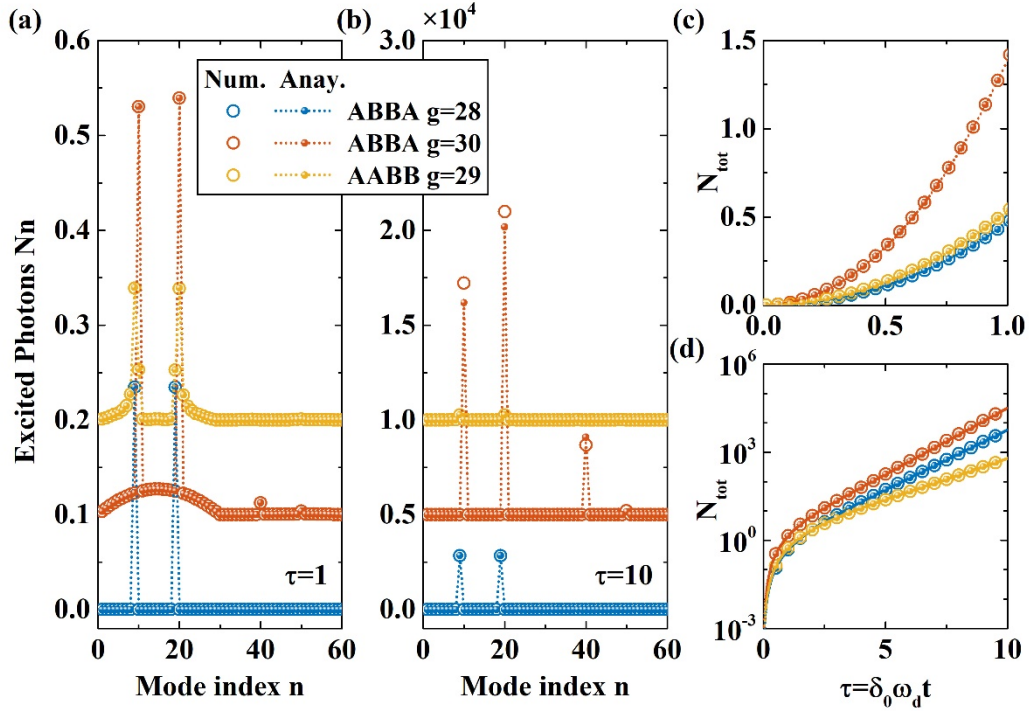 (a)
0.6
0.5
0.4
0.3
0.2
0.1
0.0
0 20 40 60
Mode index n
Excited Photons Nn
τ=1
Num. Anay.
ABBA g=28
ABBA g=30
AABB g=29
(b)
×10⁴
3.0
2.0
1.0
0.5
0.0
0 20 40 60
Mode index n
τ=10
(c)
1.5
1.0
0.5
0.0
N_tot
0.0 0.5 1.0
(d)
10⁶
10³
10⁰
10⁻³
N_tot
0 2.5 5 7.5 10
τ=δ₀ω_dt